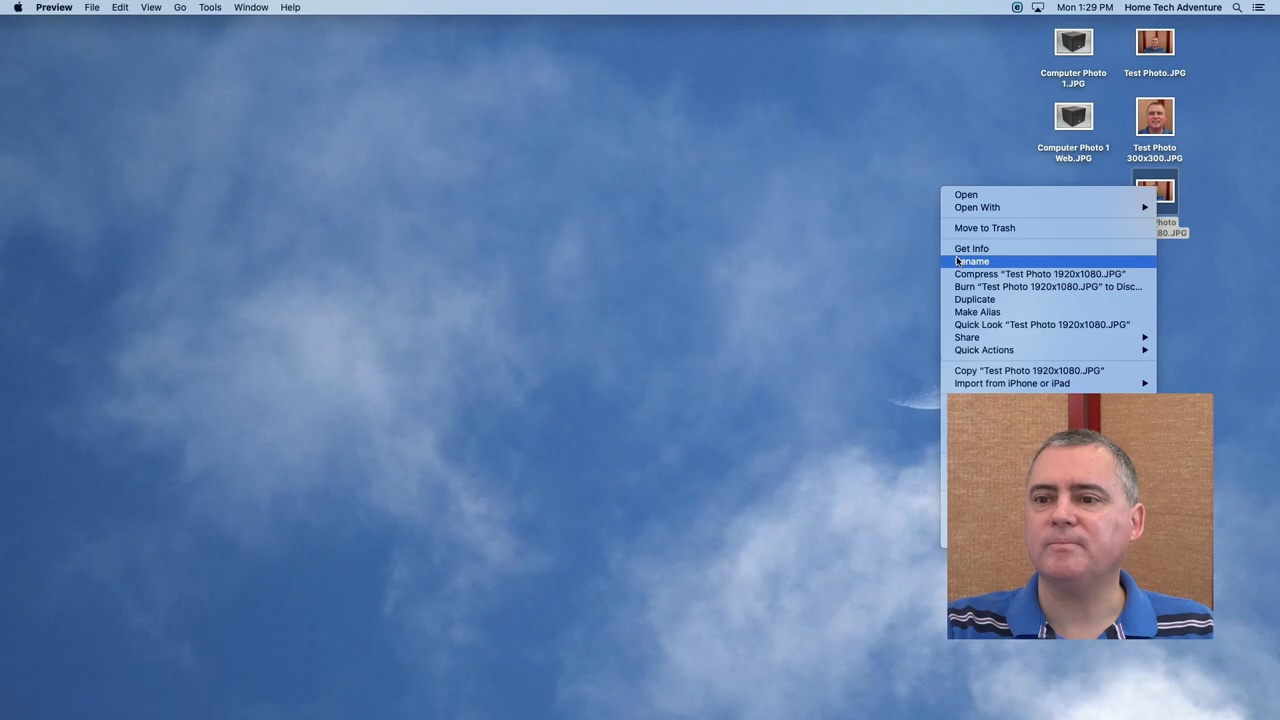 Preview File Edit View Go Tools Window Help
Mon 1:29 PM Home Tech Adventure
Computer Photo
1.JPG
Test Photo.JPG
Computer Photo 1
Web.JPG
Test Photo
300x300.JPG
80.JPG
Open
Open With
Move to Trash
Get Info
Compress “Test Photo 1920x1080.JPG”
Burn “Test Photo 1920x1080.JPG” to Disc...
Duplicate
Make Alias
Quick Look “Test Photo 1920x1080.JPG”
Share
Quick Actions
Copy “Test Photo 1920x1080.JPG”
Import from iPhone or iPad